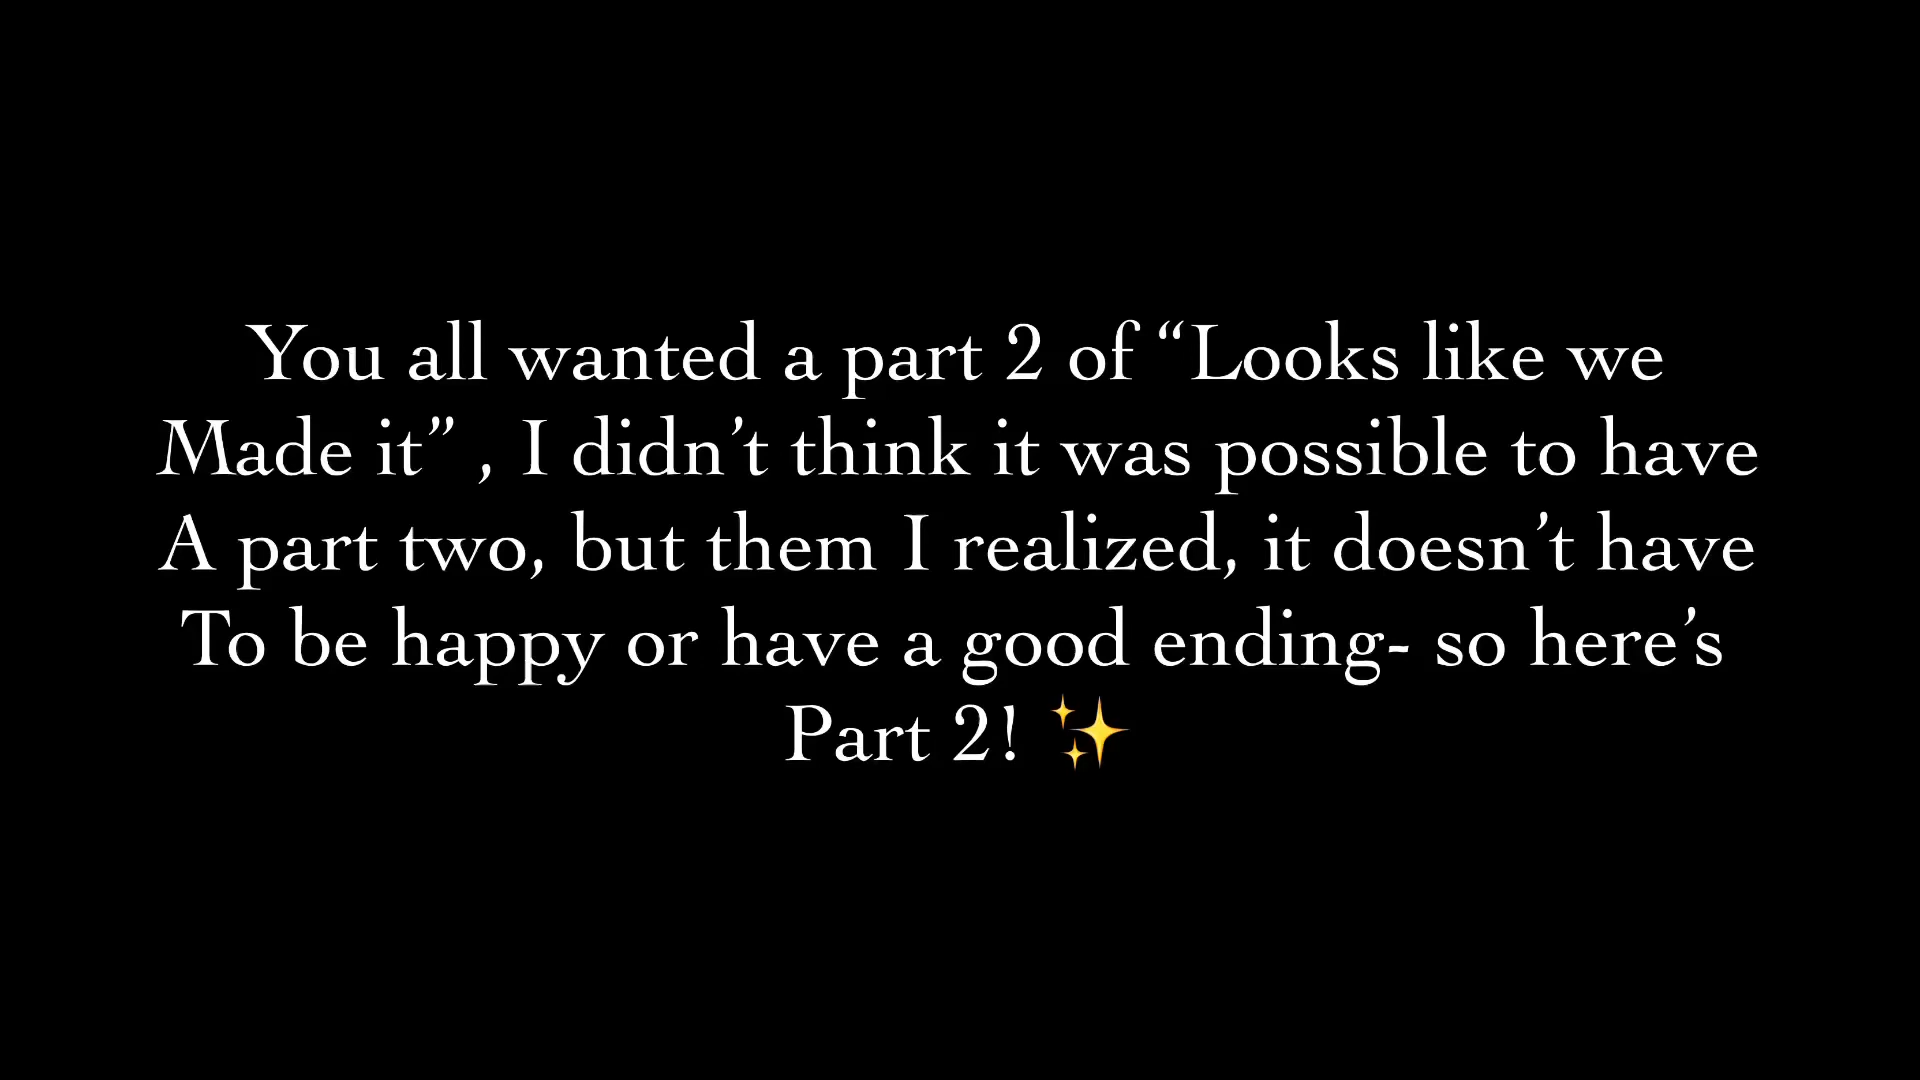 You all wanted a part 2 of “Looks like we
Made it” , I didn’t think it was possible to have
A part two, but them I realized, it doesn’t have
To be happy or have a good ending- so here’s
Part 2! ✨